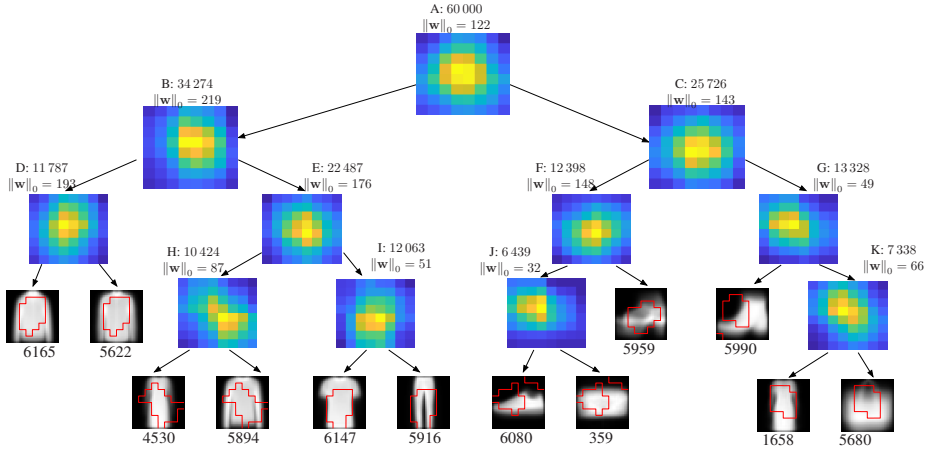 A: 60 000
‖w‖₀ = 122
B: 34 274
‖w‖₀ = 219
C: 25 726
‖w‖₀ = 143
D: 11 787
‖w‖₀ = 193
E: 22 487
‖w‖₀ = 176
F: 12 398
‖w‖₀ = 148
G: 13 328
‖w‖₀ = 49
H: 10 424
‖w‖₀ = 87
I: 12 063
‖w‖₀ = 51
J: 6 439
‖w‖₀ = 32
K: 7 338
‖w‖₀ = 66
6165
5622
5959
5990
4530
5894
6147
5916
6080
359
1658
5680